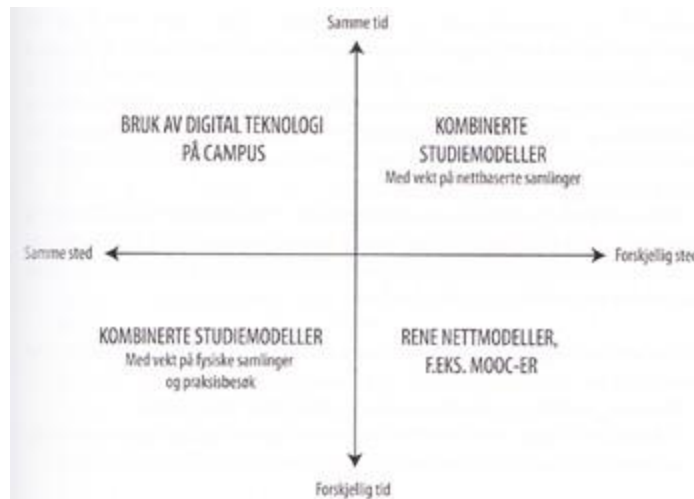 Samme tid
BRUK AV DIGITAL TEKNOLOGI
PÅ CAMPUS
KOMBINERTE
STUDIEMODELLER
Med vekt på nettbaserte samlinger
Samme sted
Forskjellig sted
KOMBINERTE STUDIEMODELLER
Med vekt på fysiske samlinger
og praksisbesøk
RENE NETTMODELLER,
F.EKS. MOOC-ER
Forskjellig tid